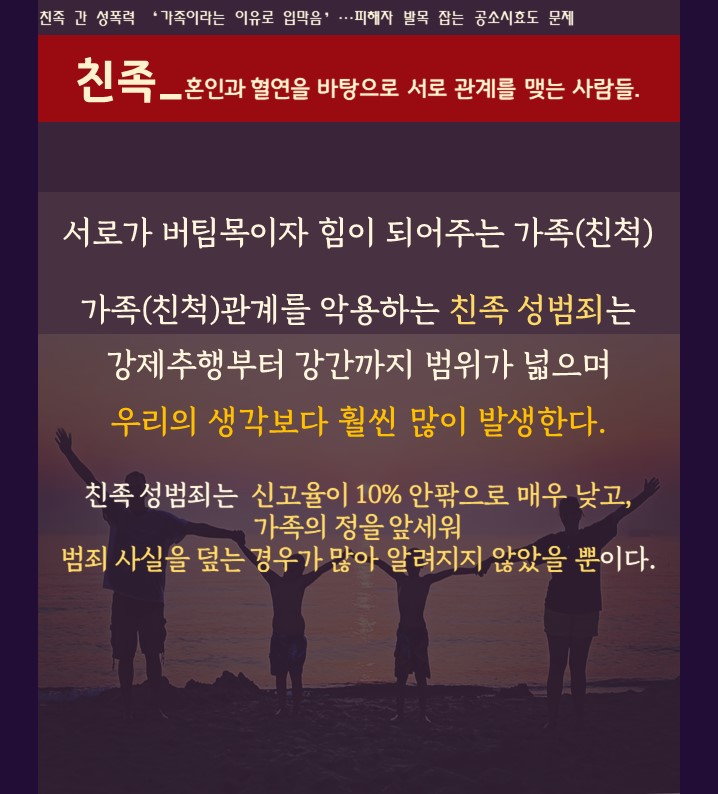 친족 간 성폭력 '가족이라는 이유로 입막음'…피해자 발목 잡는 공소시효도 문제
친족_혼인과 혈연을 바탕으로 서로 관계를 맺는 사람들.
서로가 버팀목이자 힘이 되어주는 가족(친척)
가족(친척)관계를 악용하는 친족 성범죄는
강제추행부터 강간까지 범위가 넓으며
우리의 생각보다 훨씬 많이 발생한다.
친족 성범죄는 신고율이 10% 안팎으로 매우 낮고,
가족의 정을 앞세워
범죄 사실을 덮는 경우가 많아 알려지지 않았을 뿐이다.